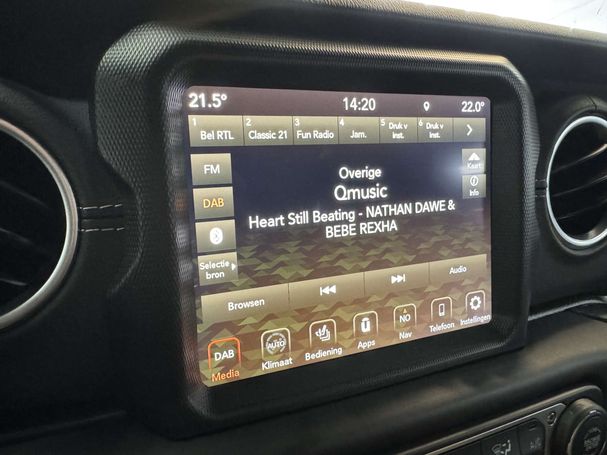 21.5° 14:20 22.0°
1 Bel RTL 2 Classic 21 3 Fun Radio 4 Jam. 5 Druk v inst. 6 Druk v inst.
FM
Overige
Kaart
Qmusic
DAB
Info
Heart Still Beating - NATHAN DAWE &
BEBE REXHA
Selectie
bron
Browsen
Audio
DAB
Media
AUTO
Klimaat
Bediening
Apps
NO
Nav
Telefoon
Instellingen